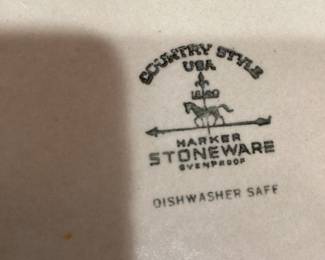 COUNTRY STYLE
USA
1840
HARKER
STONEWARE
OVENPROOF
DISHWASHER SAFE